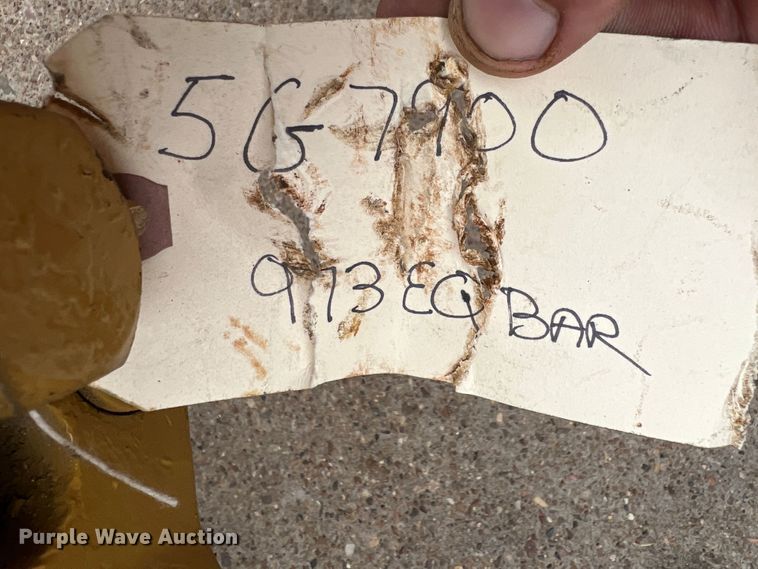 5G7900
973 EQ BAR
Purple Wave Auction